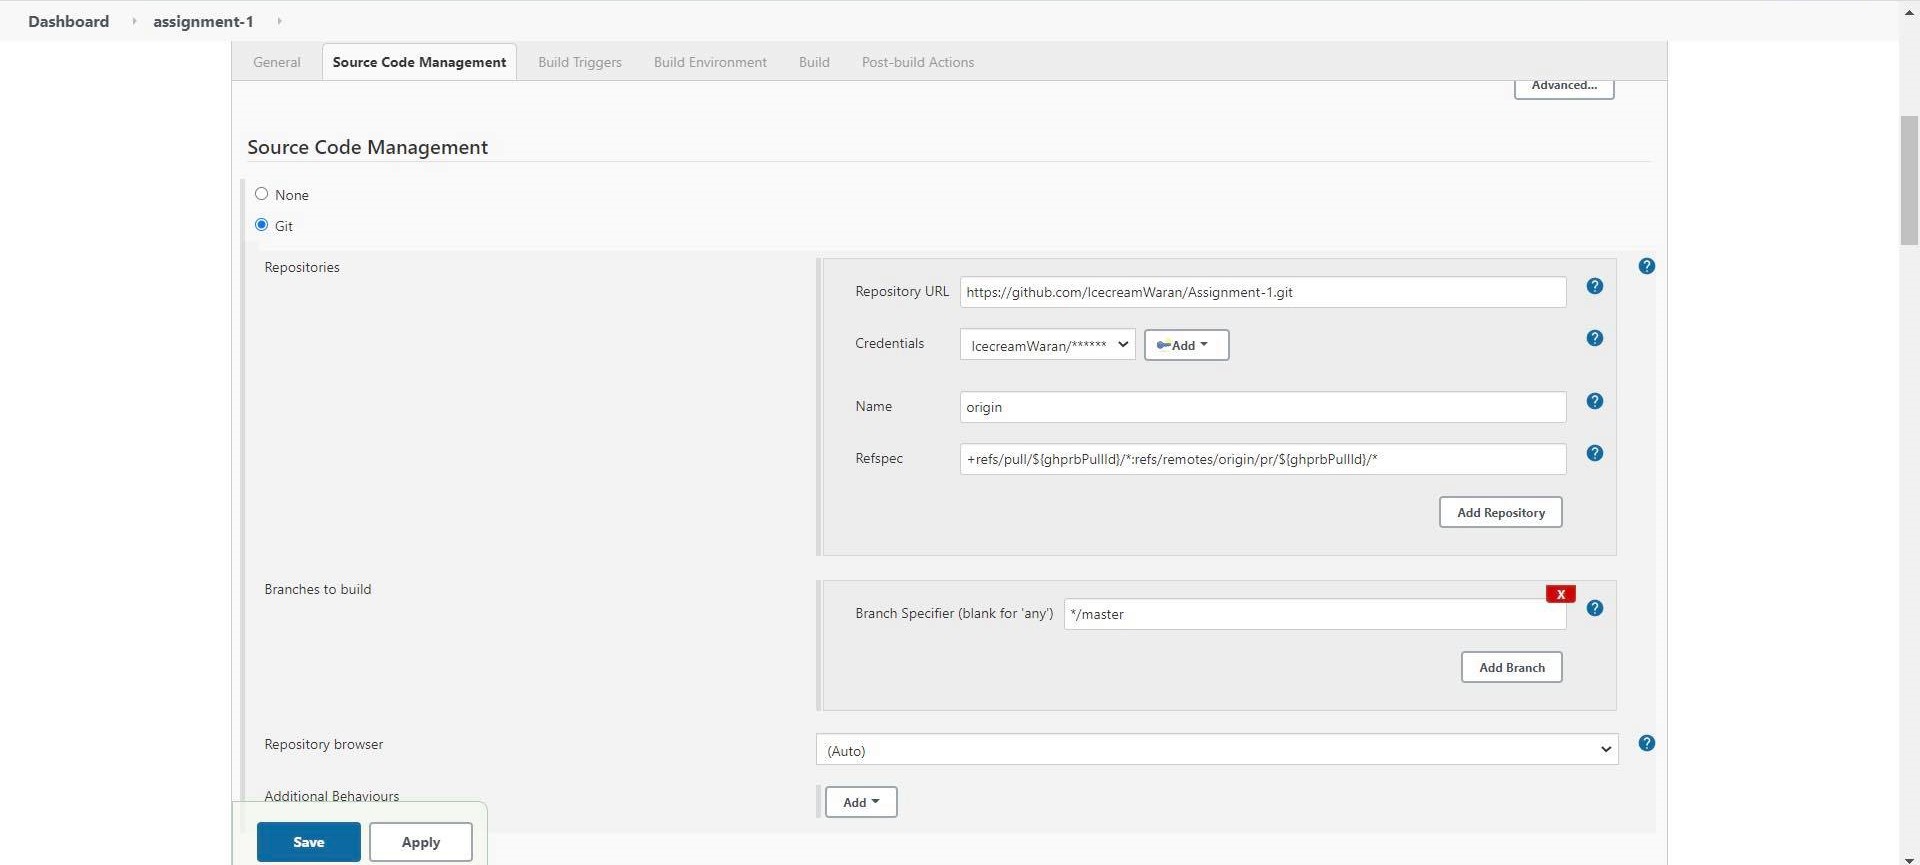 Dashboard assignment-1
General Source Code Management Build Triggers Build Environment Build Post-build Actions
Advanced...
Source Code Management
None
Git
Repositories
?
Repository URL https://github.com/IcecreamWaran/Assignment-1.git ?
Credentials IcecreamWaran/****** Add ?
Name origin ?
Refspec +refs/pull/${ghprbPullId}/*:refs/remotes/origin/pr/${ghprbPullId}/* ?
Add Repository
Branches to build
X
Branch Specifier (blank for 'any') */master ?
Add Branch
Repository browser (Auto) ?
Additional Behaviours Add
Save Apply